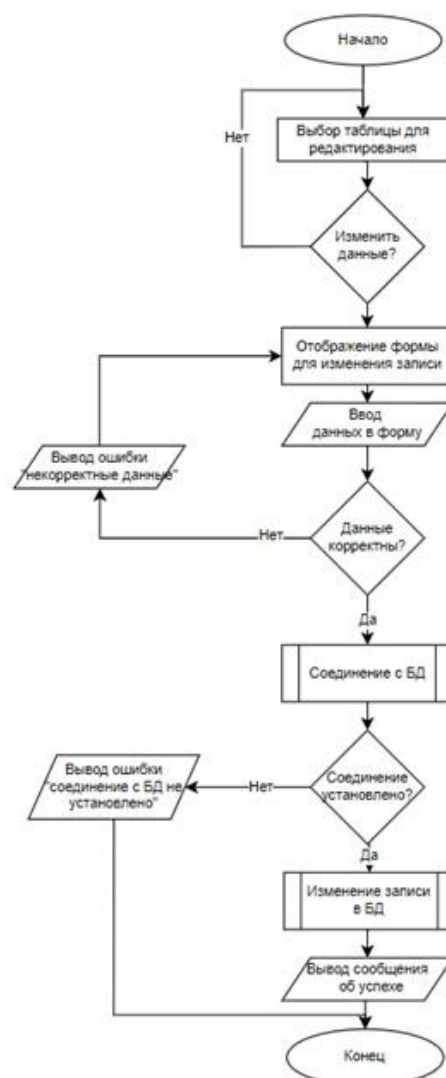 Начало
Нет
Выбор таблицы для
редактирования
Изменить
данные?
Отображение формы
для изменения записи
Ввод
данных в форму
Вывод ошибки
"некорректные данные"
Нет
Данные
корректны?
Да
Соединение с БД
Вывод ошибки
"соединение с БД не
установлено"
Нет
Соединение
установлено?
Да
Изменение записи
в БД
Вывод сообщения
об успехе
Конец